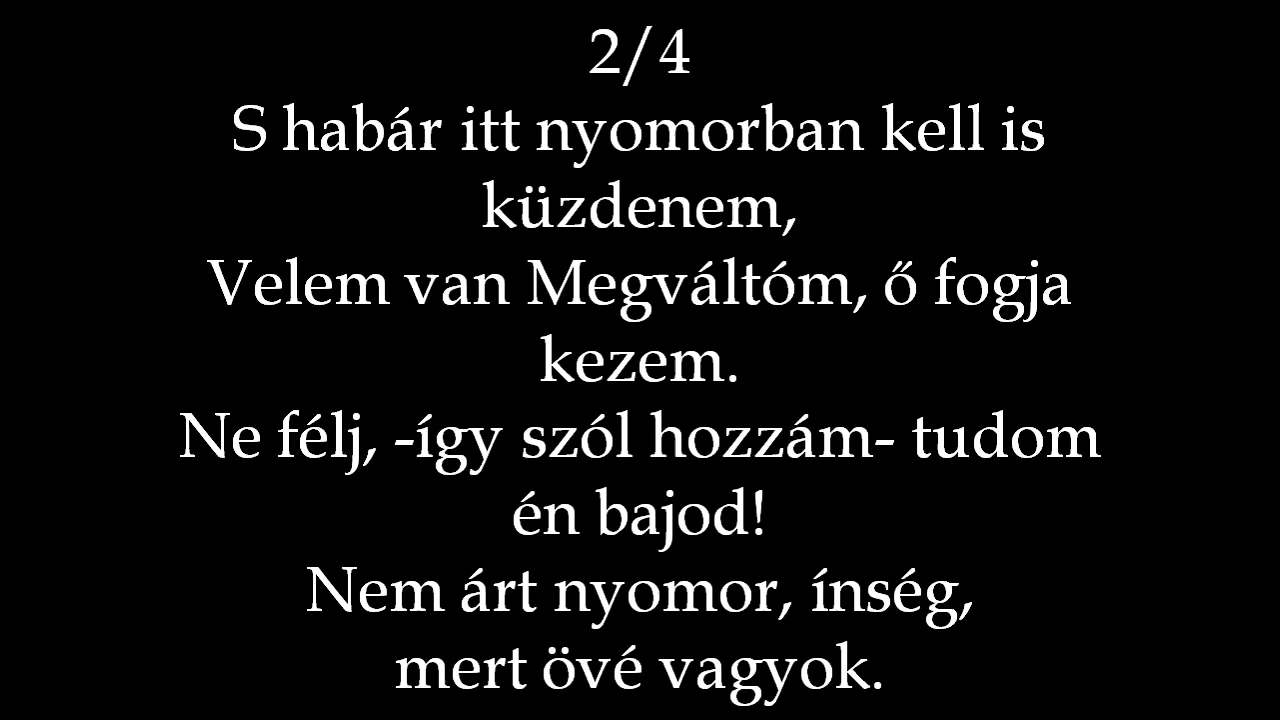 2/4
S habár itt nyomorban kell is
küzdenem,
Velem van Megváltóm, ő fogja
kezem.
Ne félj, -így szól hozzám- tudom
én bajod!
Nem árt nyomor, ínség,
mert övé vagyok.